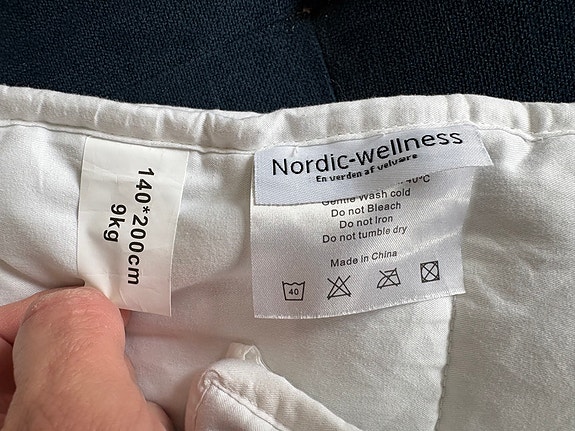 140*200cm
9kg
Nordic-wellness
En verden af velvære
Gentle Wash cold
Do not Bleach
Do not Iron
Do not tumble dry
Made in China
40